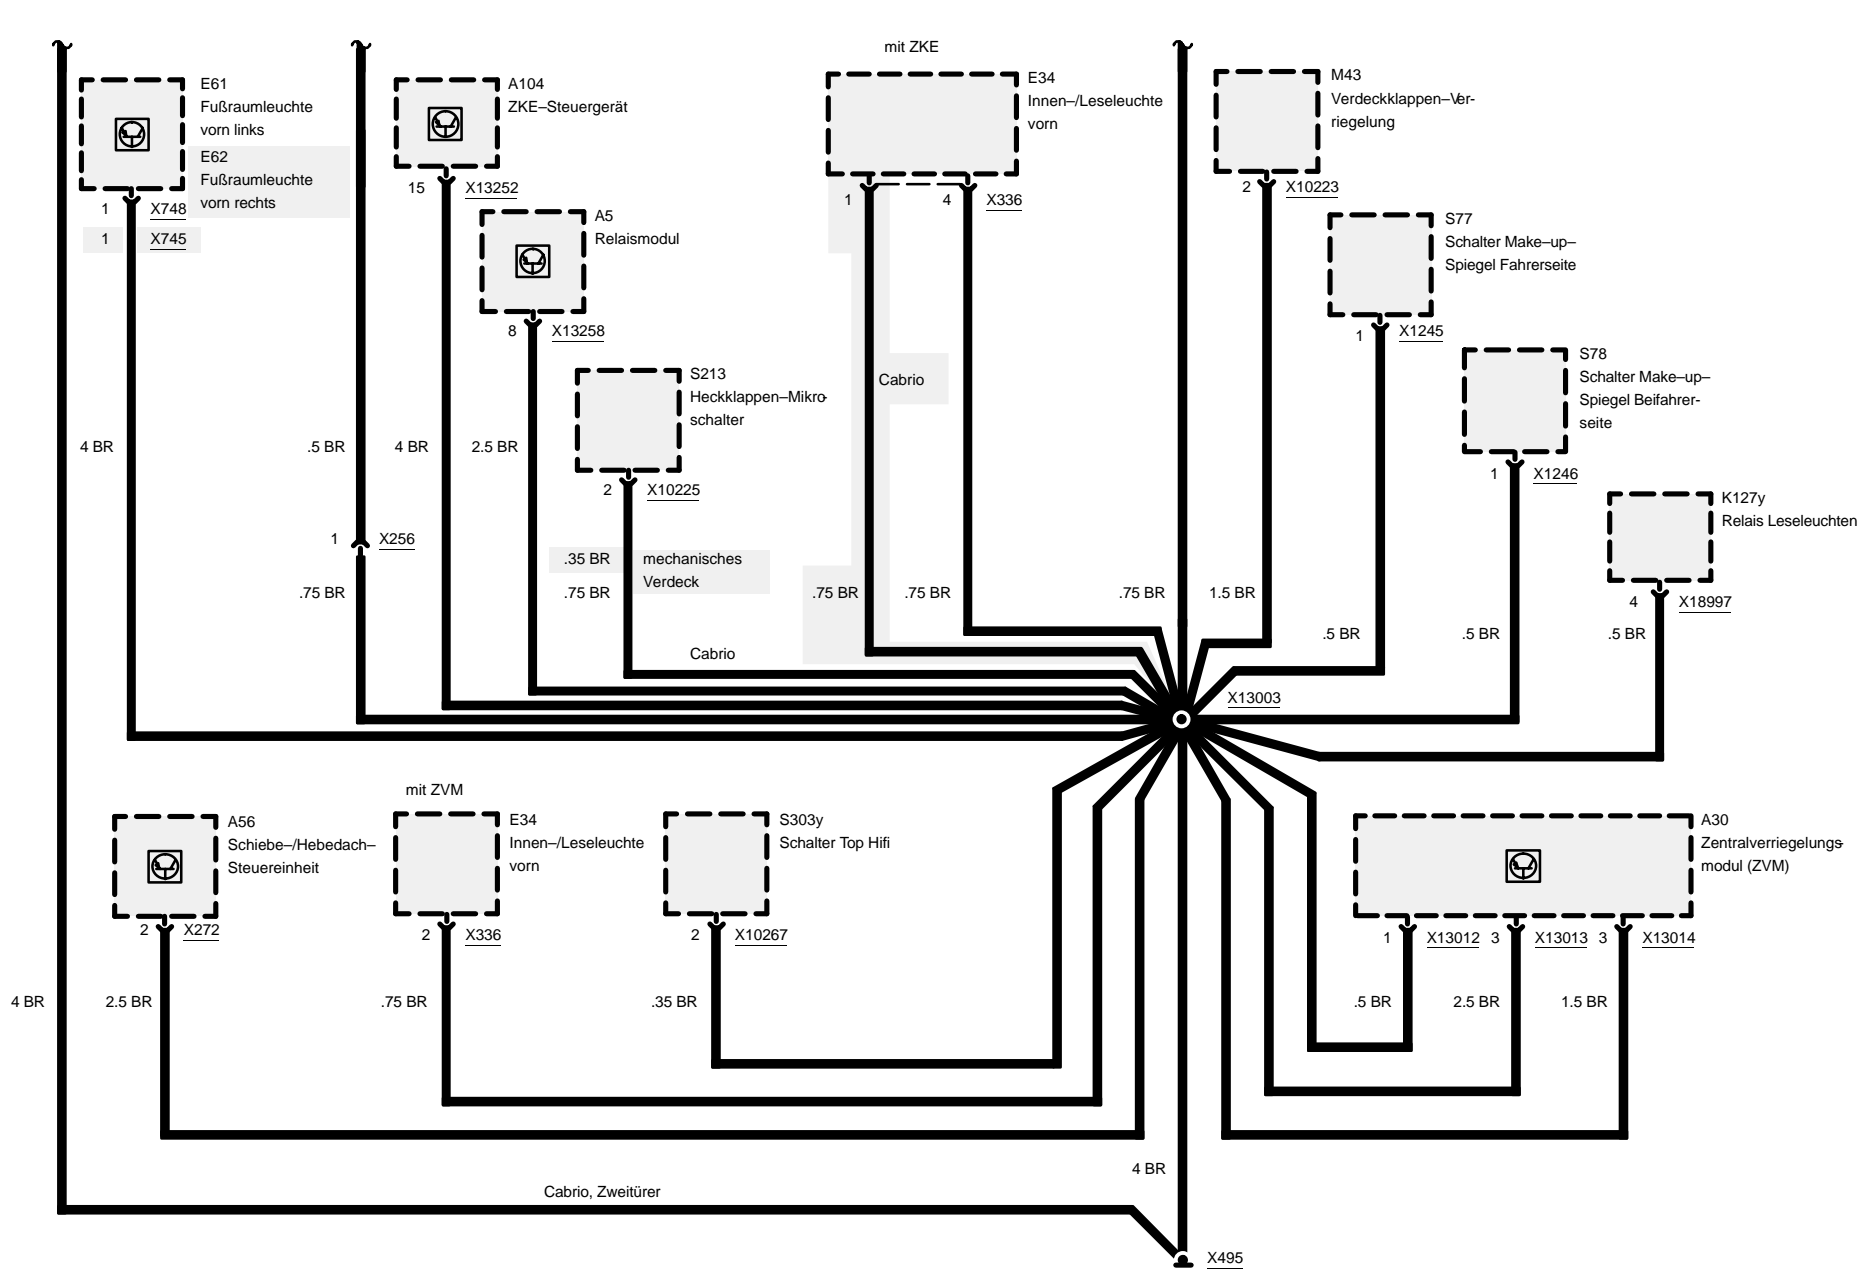 mit ZKE
E61
Fußraumleuchte
vorn links
E62
Fußraumleuchte
vorn rechts
1 X748
1 X745
A104
ZKE–Steuergerät
15 X13252
A5
Relaismodul
8 X13258
S213
Heckklappen–Mikro-
schalter
2 X10225
E34
Innen–/Leseleuchte
vorn
1 4 X336
Cabrio
M43
Verdeckklappen–Ver-
riegelung
2 X10223
S77
Schalter Make–up–
Spiegel Fahrerseite
1 X1245
S78
Schalter Make–up–
Spiegel Beifahrer-
seite
1 X1246
K127y
Relais Leseleuchten
4 X18997
4 BR .5 BR 4 BR 2.5 BR
1 X256
.35 BR mechanisches
Verdeck
.75 BR .75 BR .75 BR .75 BR .75 BR 1.5 BR
.5 BR .5 BR .5 BR
Cabrio
X13003
mit ZVM
A56
Schiebe–/Hebedach–
Steuereinheit
2 X272
E34
Innen–/Leseleuchte
vorn
2 X336
S303y
Schalter Top Hifi
2 X10267
A30
Zentralverriegelungs-
modul (ZVM)
1 X13012 3 X13013 3 X13014
4 BR 2.5 BR .75 BR .35 BR .5 BR 2.5 BR 1.5 BR
4 BR
Cabrio, Zweitürer
X495